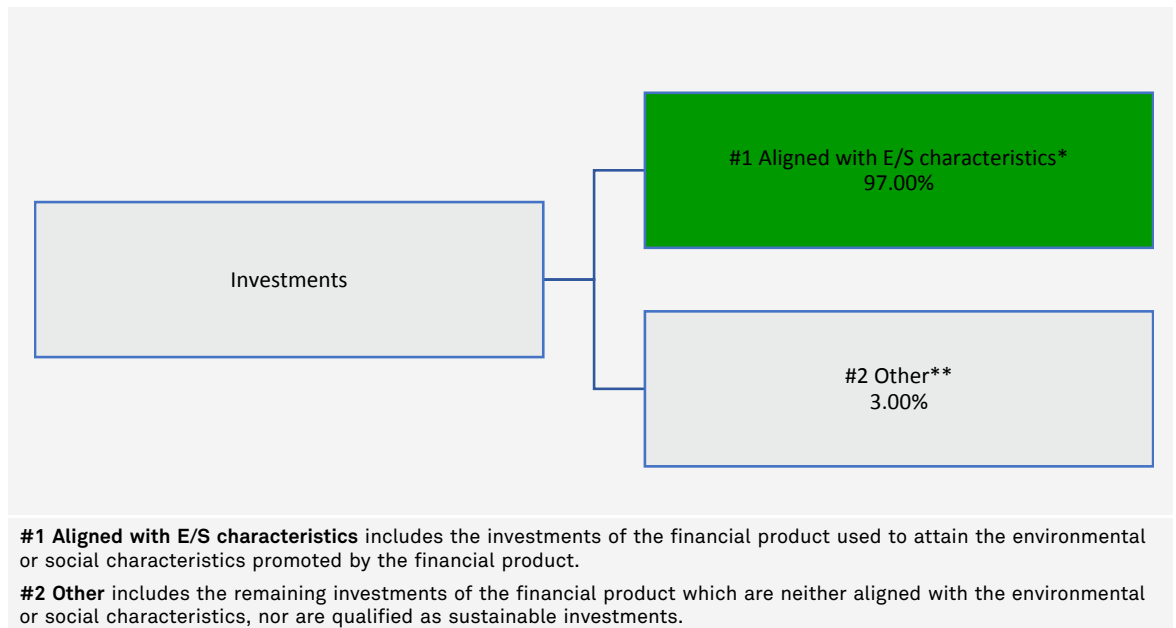 #1 Aligned with E/S characteristics*
97.00%
Investments
#2 Other**
3.00%
#1 Aligned with E/S characteristics includes the investments of the financial product used to attain the environmental
or social characteristics promoted by the financial product.
#2 Other includes the remaining investments of the financial product which are neither aligned with the environmental
or social characteristics, nor are qualified as sustainable investments.